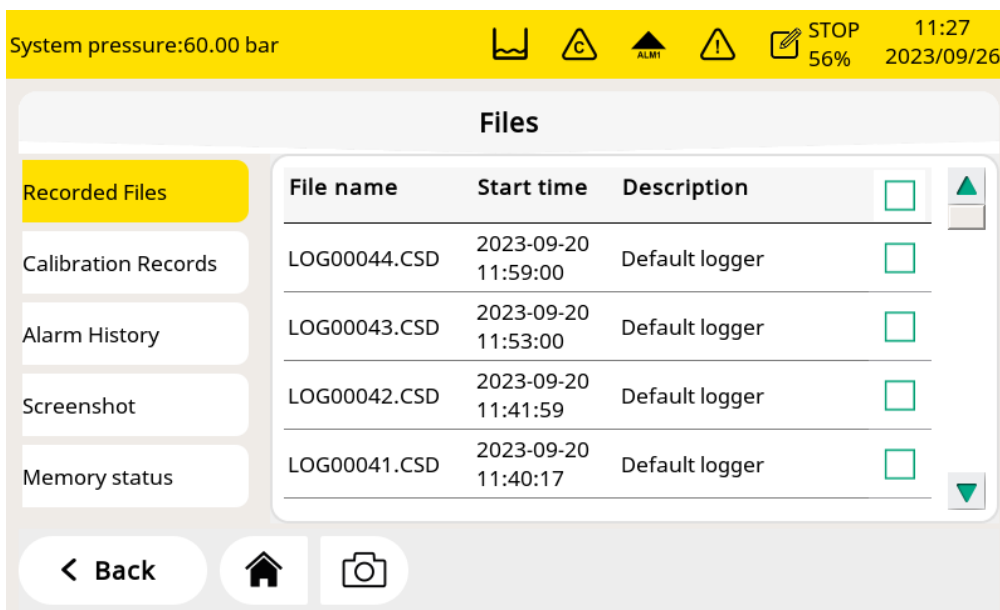 System pressure:60.00 bar
C
ALM1
!
STOP
56%
11:27
2023/09/26
Files
Recorded Files
Calibration Records
Alarm History
Screenshot
Memory status
File name Start time Description
LOG00044.CSD 2023-09-20 11:59:00 Default logger
LOG00043.CSD 2023-09-20 11:53:00 Default logger
LOG00042.CSD 2023-09-20 11:41:59 Default logger
LOG00041.CSD 2023-09-20 11:40:17 Default logger
Back